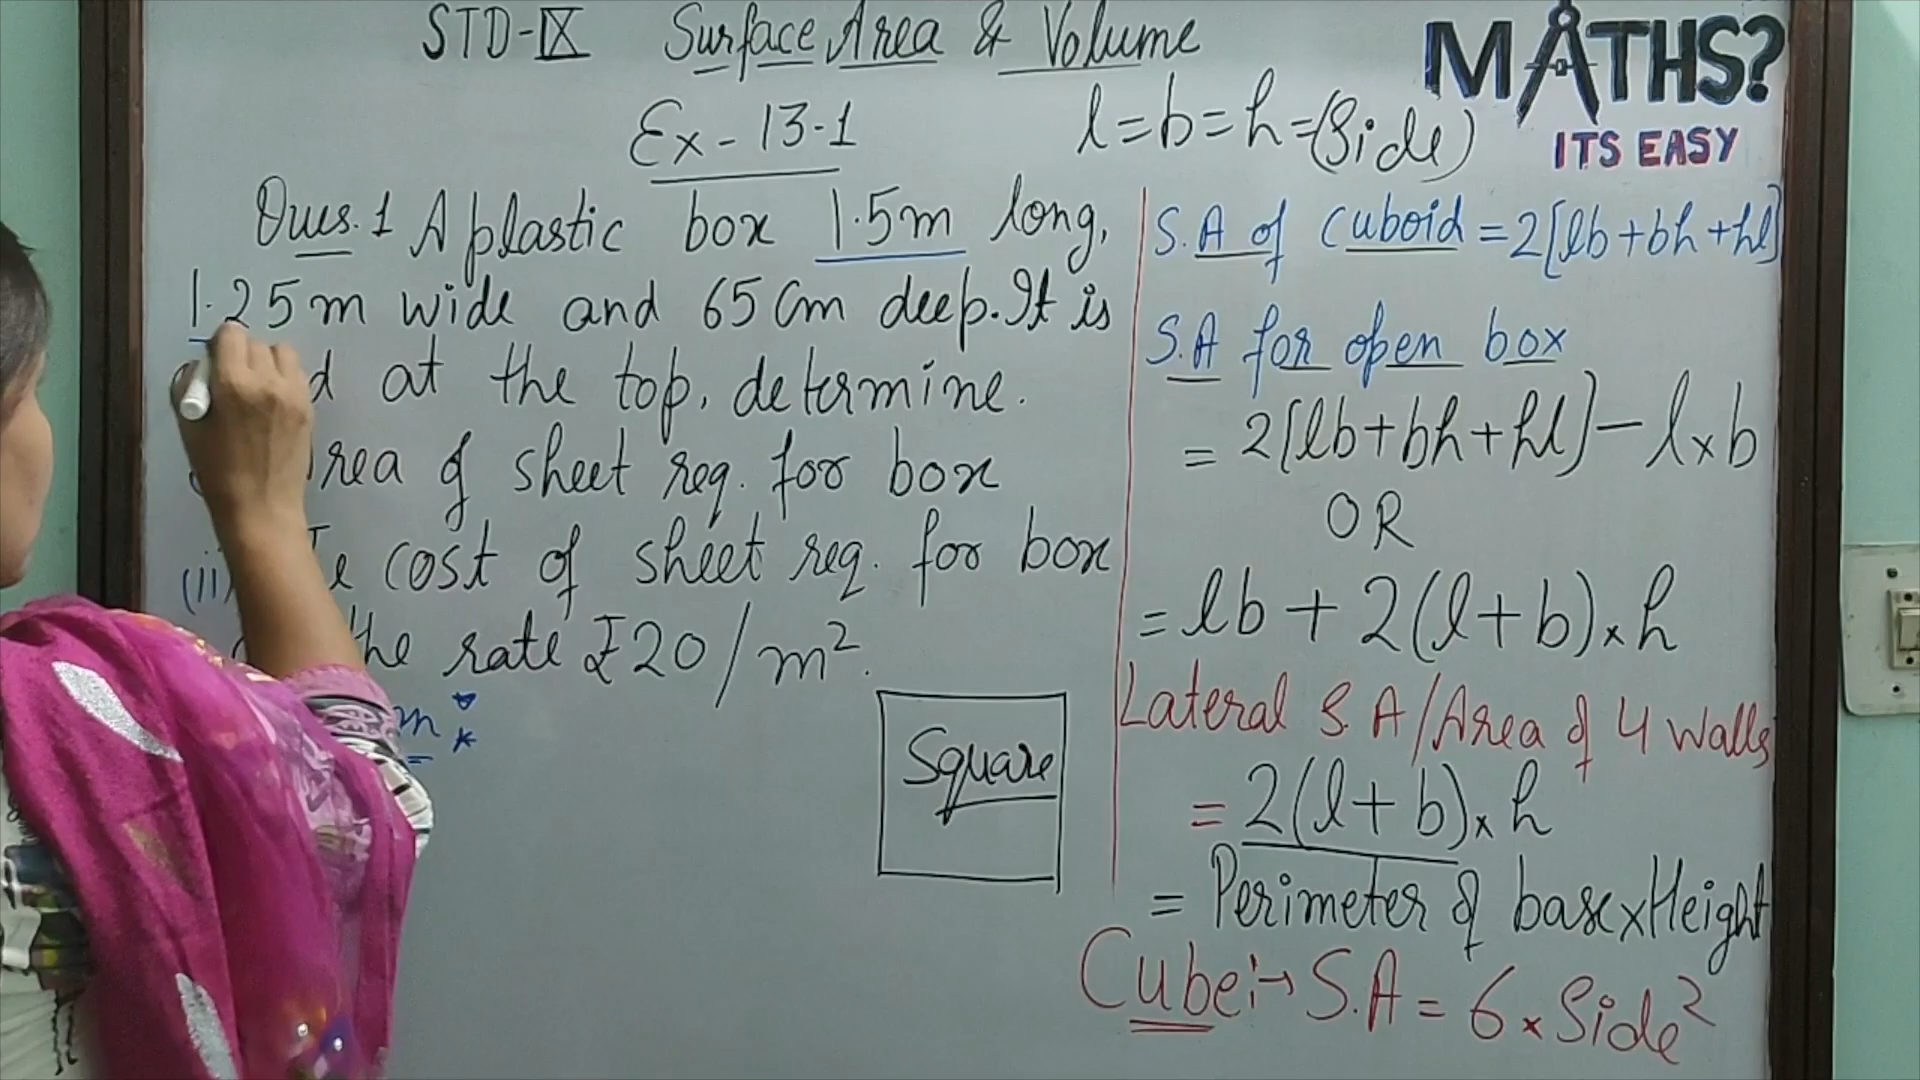 STD-IX Surface Area & Volume
MATHS?
ITS EASY
Ex-13.1
l=b=h=(Side)
Ques.1 A plastic box 1.5m long,
1.25m wide and 65cm deep. It is
at the top, determine.
of sheet req. for box
(ii) cost of sheet req. for box
the rate ₹20/m².
S.A of Cuboid = 2[lb+bh+hl]
S.A for open box
= 2[lb+bh+hl] - l×b
OR
= lb + 2(l+b)×h
Lateral S.A/Area of 4 walls
= 2(l+b)×h
= Perimeter of base×Height
Cube:→ S.A = 6×Side²
Square